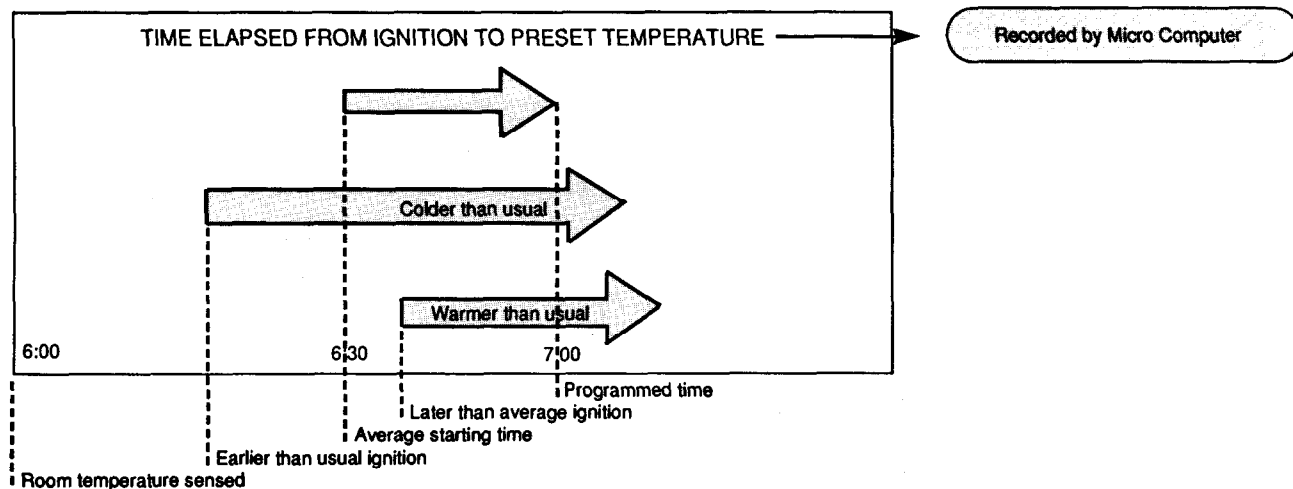 TIME ELAPSED FROM IGNITION TO PRESET TEMPERATURE
Recorded by Micro Computer
Colder than usual
Warmer than usual
6:00
6:30
7:00
Programmed time
Later than average ignition
Average starting time
Earlier than usual ignition
Room temperature sensed